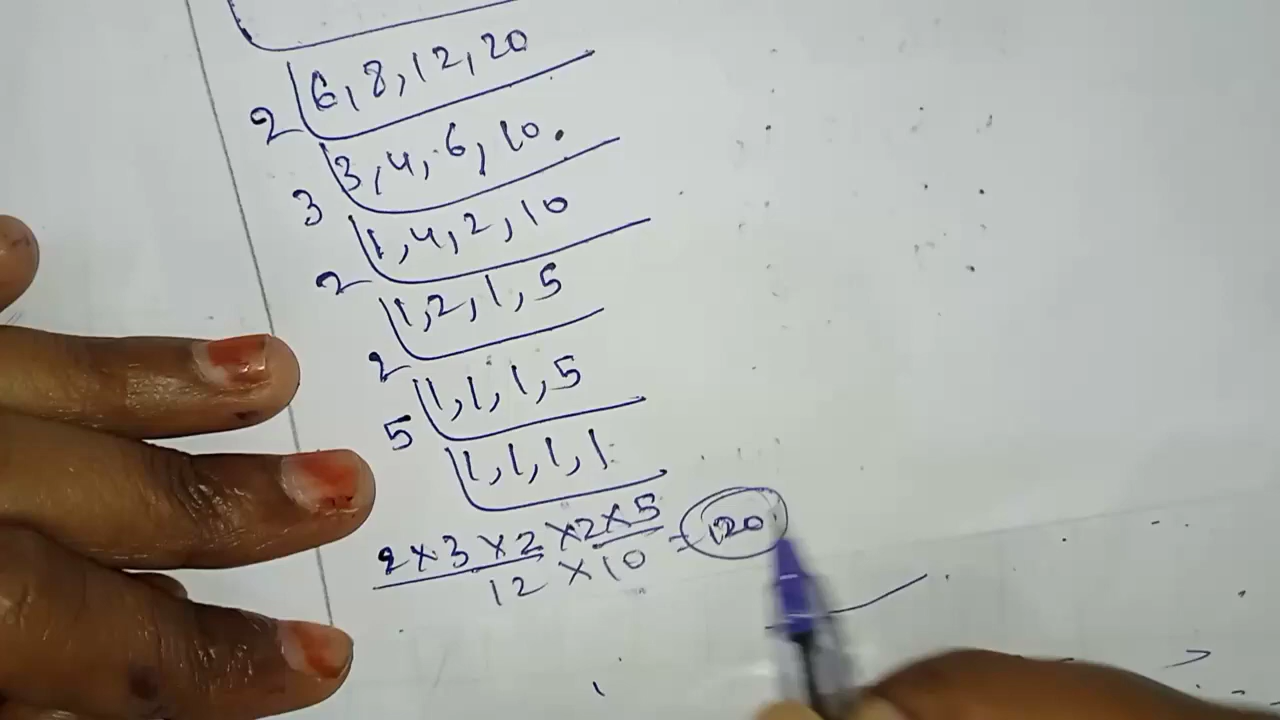 2 6, 8, 12, 20
3 3, 4, 6, 10.
2 1, 4, 2, 10
2 1, 2, 1, 5
5 1, 1, 1, 5
1, 1, 1, 1
2 × 3 × 2 × 2 × 5 = 120
12 × 10